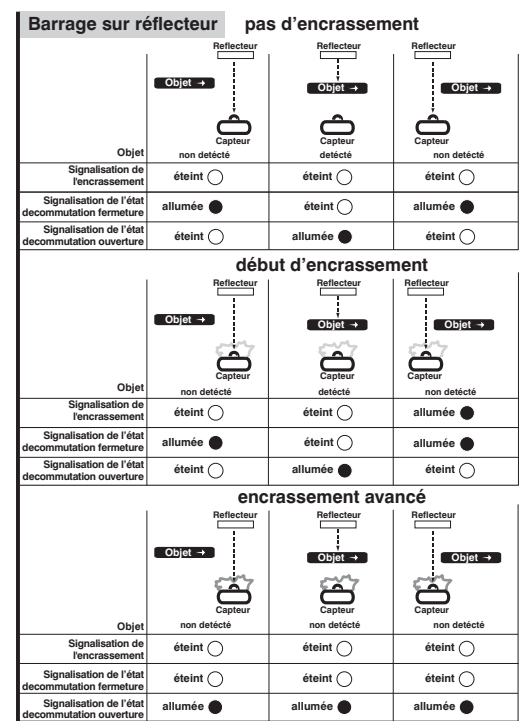 Barrage sur réflecteur pas d'encrassement
Reflecteur Reflecteur Reflecteur
Objet → Objet → Objet →
Capteur Capteur Capteur
Objet non detécté detécté non detécté
Signalisation de
l'encrassement éteint éteint éteint
Signalisation de l'état
decommutation fermeture allumée éteint allumée
Signalisation de l'état
decommutation ouverture éteint allumée éteint
début d'encrassement
Reflecteur Reflecteur Reflecteur
Objet → Objet → Objet →
Capteur Capteur Capteur
Objet non detécté detécté non detécté
Signalisation de
l'encrassement éteint éteint allumée
Signalisation de l'état
decommutation fermeture allumée éteint allumée
Signalisation de l'état
decommutation ouverture éteint allumée éteint
encrassement avancé
Reflecteur Reflecteur Reflecteur
Objet → Objet → Objet →
Capteur Capteur Capteur
Objet non detécté non detécté non detécté
Signalisation de
l'encrassement éteint éteint éteint
Signalisation de l'état
decommutation fermeture éteint éteint éteint
Signalisation de l'état
decommutation ouverture allumée allumée allumée